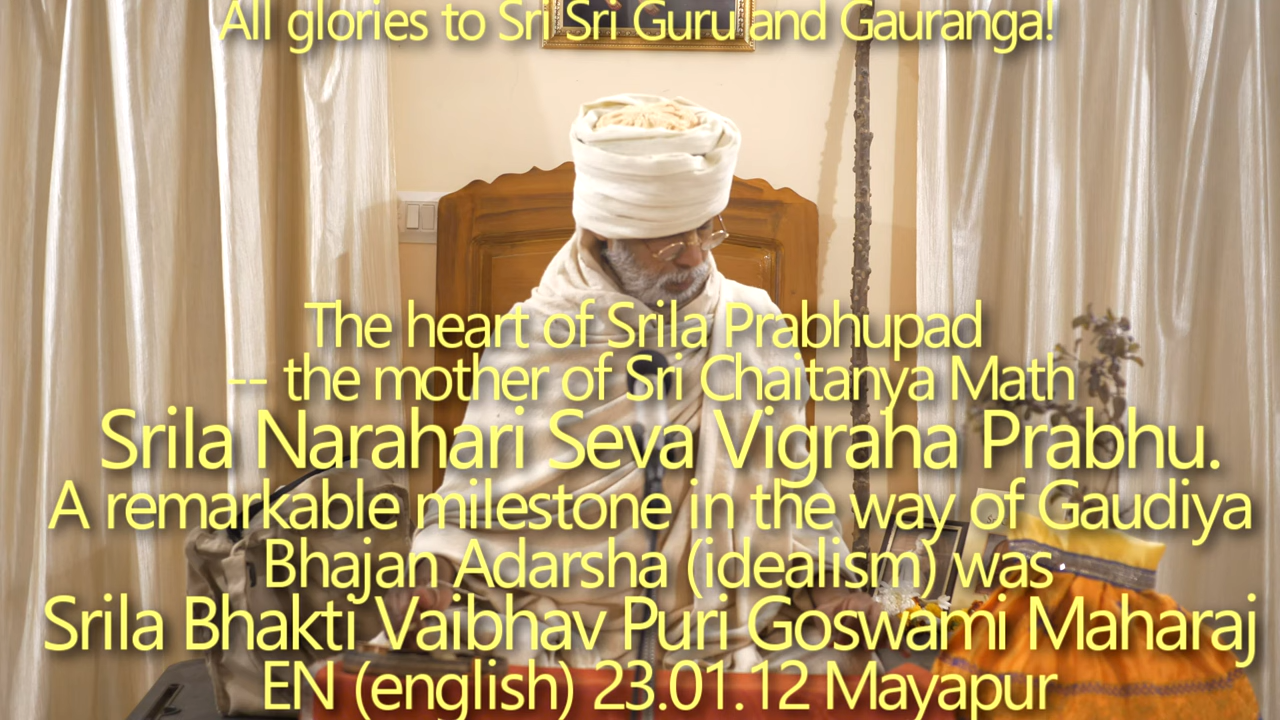 All glories to Sri Sri Guru and Gauranga!
The heart of Srila Prabhupad
-- the mother of Sri Chaitanya Math
Srila Narahari Seva Vigraha Prabhu.
A remarkable milestone in the way of Gaudiya
Bhajan Adarsha (idealism) was
Srila Bhakti Vaibhav Puri Goswami Maharaj
EN (english) 23.01.12 Mayapur